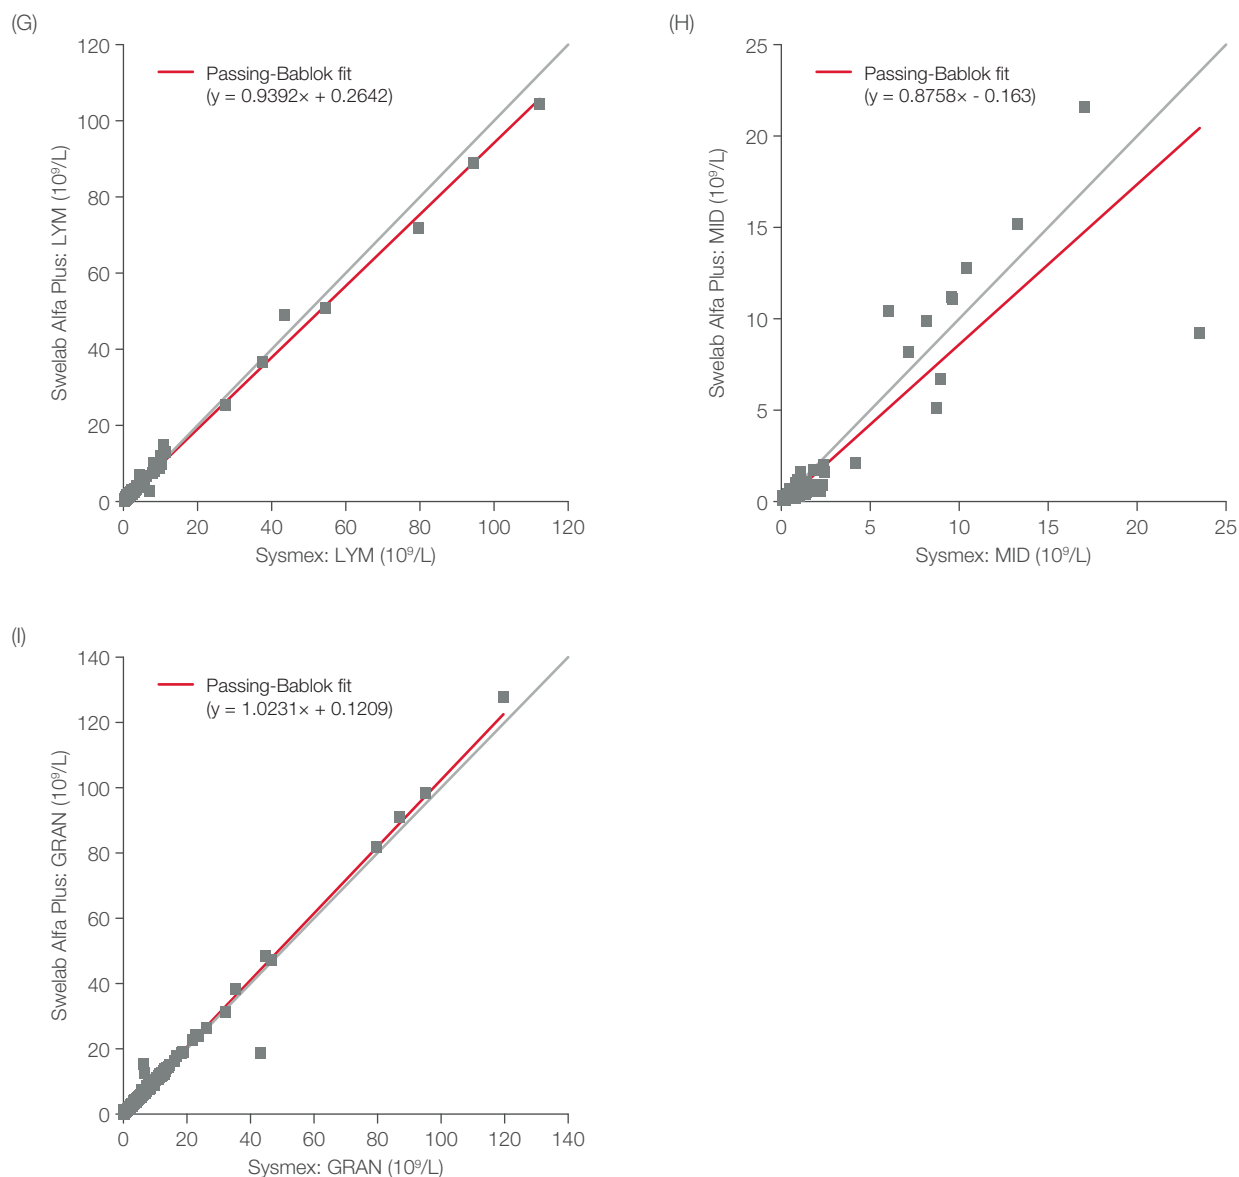 (G)
120
100
80
60
40
20
0
Swelab Alfa Plus: LYM (10⁹/L)
Passing-Bablok fit
(y = 0.9392× + 0.2642)
0 20 40 60 80 100 120
Sysmex: LYM (10⁹/L)
(H)
25
20
15
10
5
0
Swelab Alfa Plus: MID (10⁹/L)
Passing-Bablok fit
(y = 0.8758× - 0.163)
0 5 10 15 20 25
Sysmex: MID (10⁹/L)
(I)
140
120
100
80
60
40
20
0
Swelab Alfa Plus: GRAN (10⁹/L)
Passing-Bablok fit
(y = 1.0231× + 0.1209)
0 20 40 60 80 100 120 140
Sysmex: GRAN (10⁹/L)